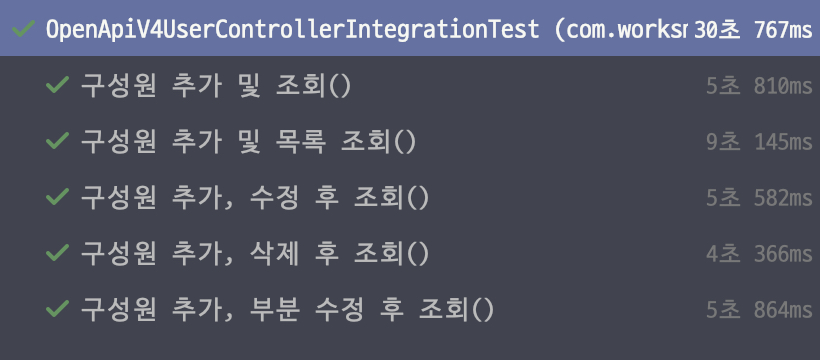 OpenApiV4UserControllerIntegrationTest (com.works 30초 767ms
구성원 추가 및 조회() 5초 810ms
구성원 추가 및 목록 조회() 9초 145ms
구성원 추가, 수정 후 조회() 5초 582ms
구성원 추가, 삭제 후 조회() 4초 366ms
구성원 추가, 부분 수정 후 조회() 5초 864ms